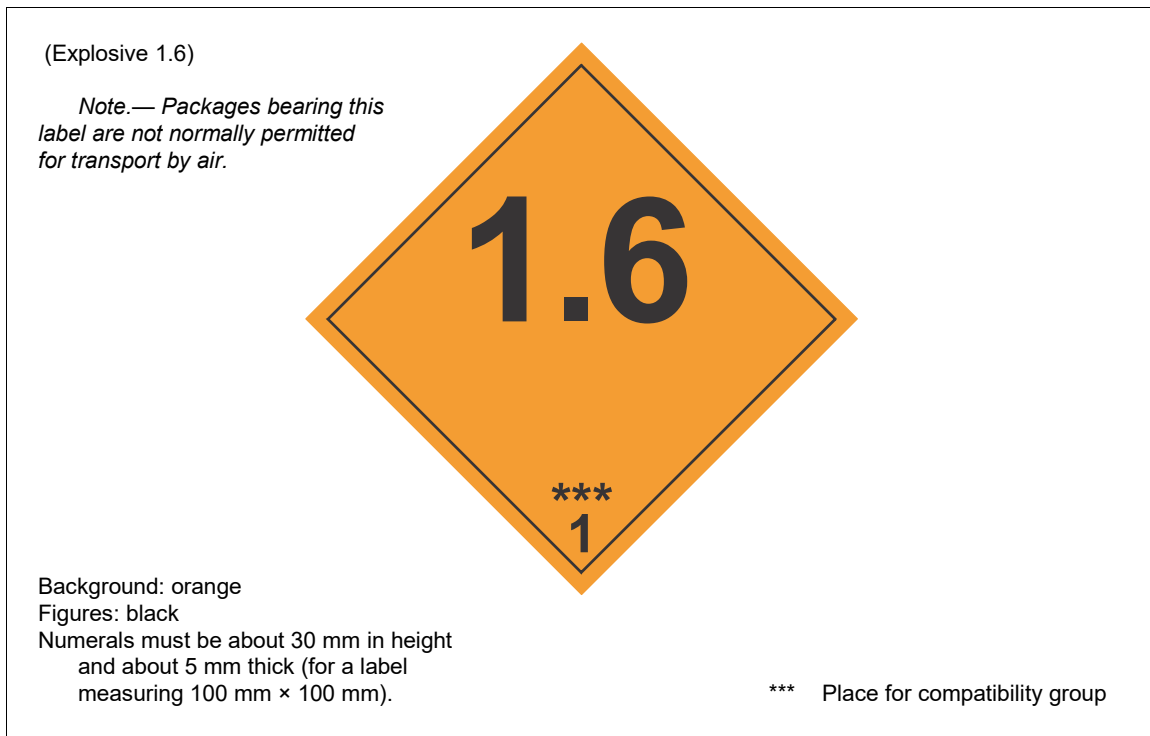 (Explosive 1.6)
Note.— Packages bearing this
label are not normally permitted
for transport by air.
1.6
***
1
Background: orange
Figures: black
Numerals must be about 30 mm in height
and about 5 mm thick (for a label
measuring 100 mm × 100 mm).
*** Place for compatibility group